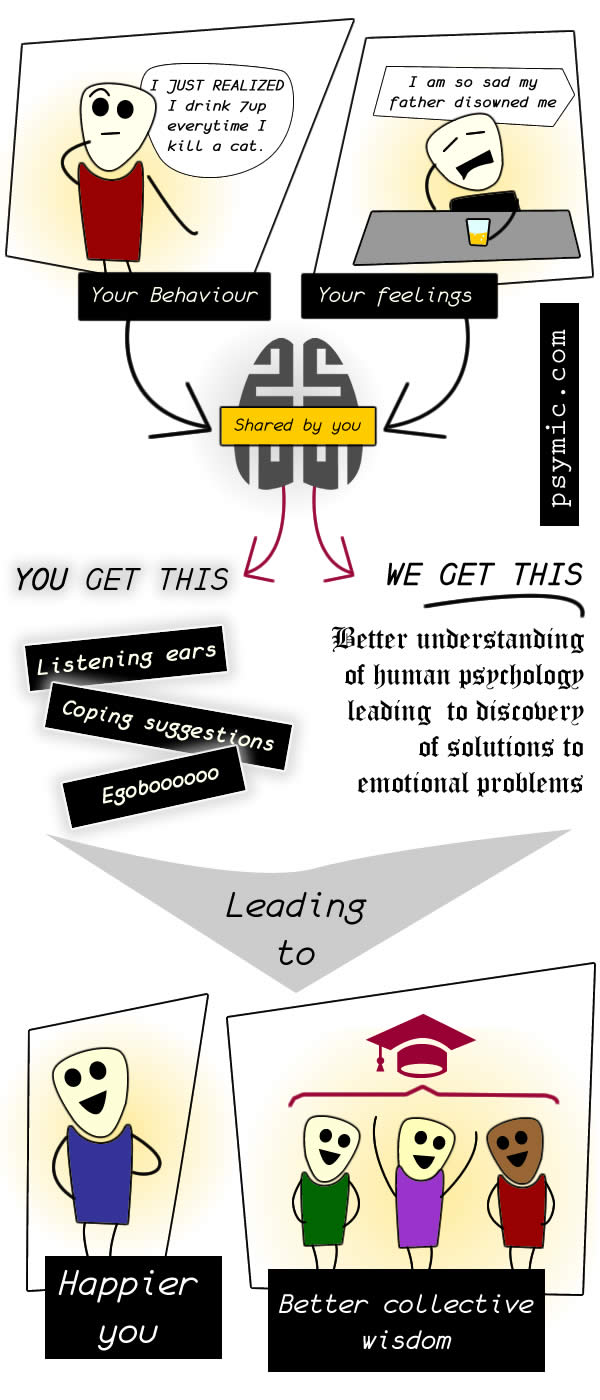 I JUST REALIZED
I drink 7up
everytime I
kill a cat.
I am so sad my
father disowned me
Your Behaviour
Your feelings
psymic.com
Shared by you
YOU GET THIS
WE GET THIS
Listening ears
Coping suggestions
Egoboooooo
Better understanding
of human psychology
leading to discovery
of solutions to
emotional problems
Leading
to
Happier
you
Better collective
wisdom